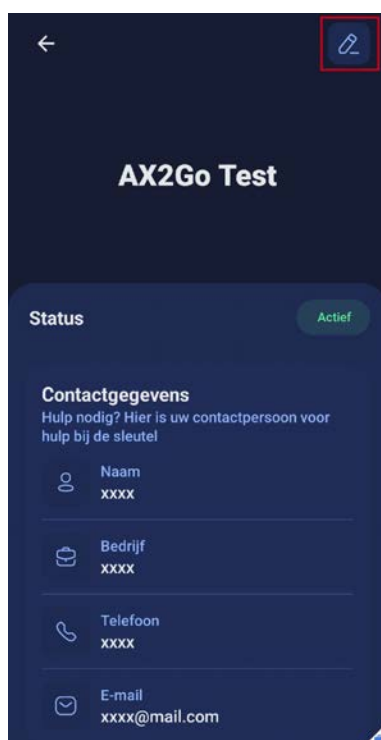 AX2Go Test
Status
Actief
Contactgegevens
Hulp nodig? Hier is uw contactpersoon voor
hulp bij de sleutel
Naam
xxxx
Bedrijf
xxxx
Telefoon
xxxx
E-mail
xxxx@mail.com